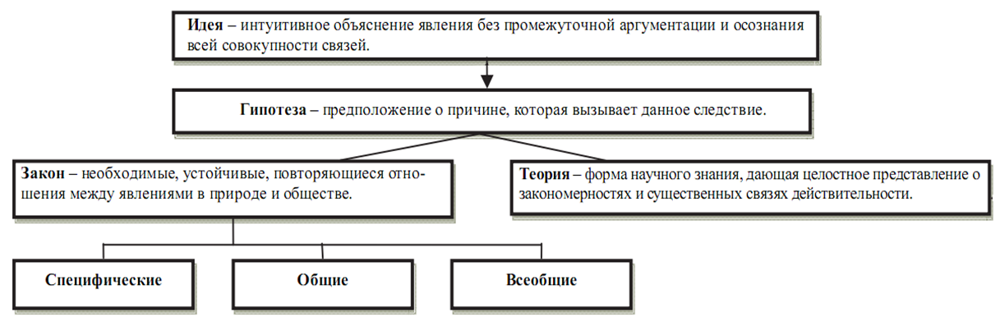 Идея – интуитивное объяснение явления без промежуточной аргументации и осознания
всей совокупности связей.
Гипотеза – предположение о причине, которая вызывает данное следствие.
Закон – необходимые, устойчивые, повторяющиеся отно-
шения между явлениями в природе и обществе.
Теория – форма научного знания, дающая целостное представление о
закономерностях и существенных связях действительности.
Специфические
Общие
Всеобщие